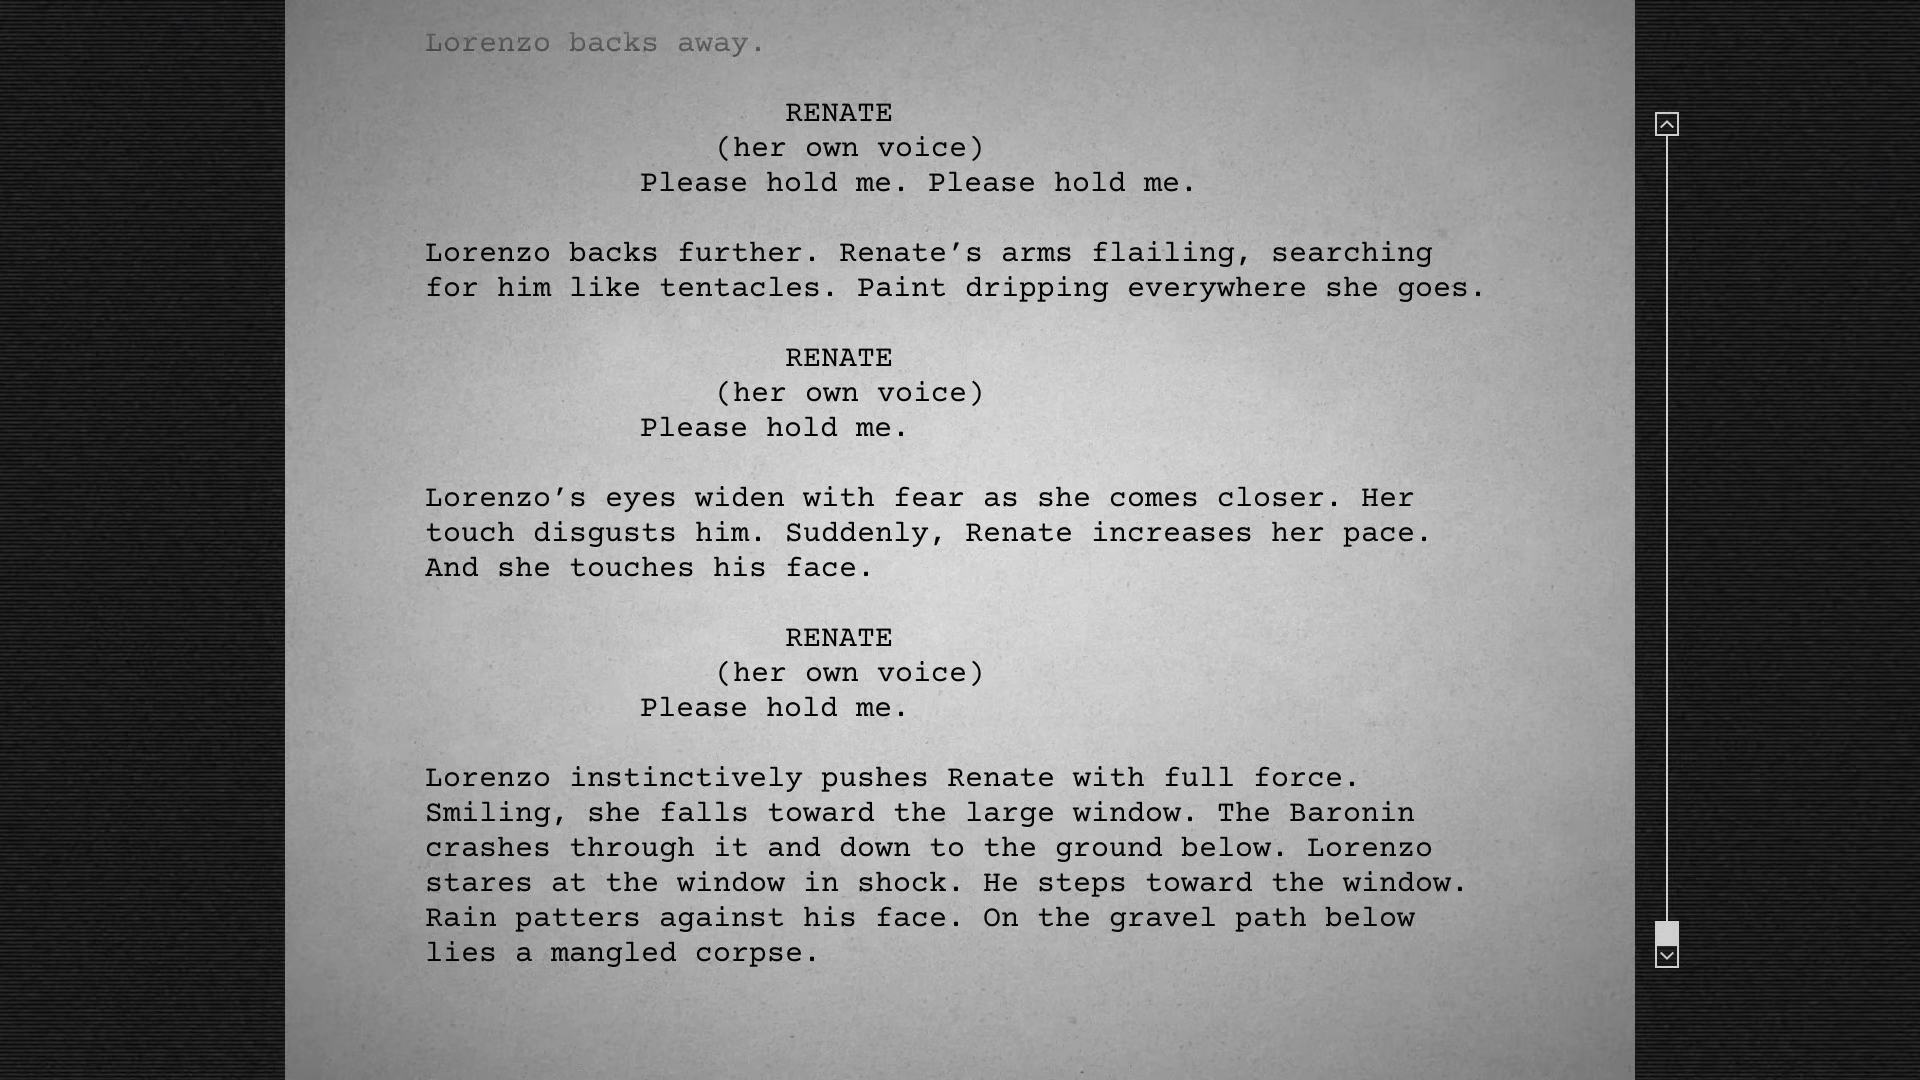 Lorenzo backs away.
RENATE
(her own voice)
Please hold me. Please hold me.
Lorenzo backs further. Renate’s arms flailing, searching
for him like tentacles. Paint dripping everywhere she goes.
RENATE
(her own voice)
Please hold me.
Lorenzo’s eyes widen with fear as she comes closer. Her
touch disgusts him. Suddenly, Renate increases her pace.
And she touches his face.
RENATE
(her own voice)
Please hold me.
Lorenzo instinctively pushes Renate with full force.
Smiling, she falls toward the large window. The Baronin
crashes through it and down to the ground below. Lorenzo
stares at the window in shock. He steps toward the window.
Rain patters against his face. On the gravel path below
lies a mangled corpse.